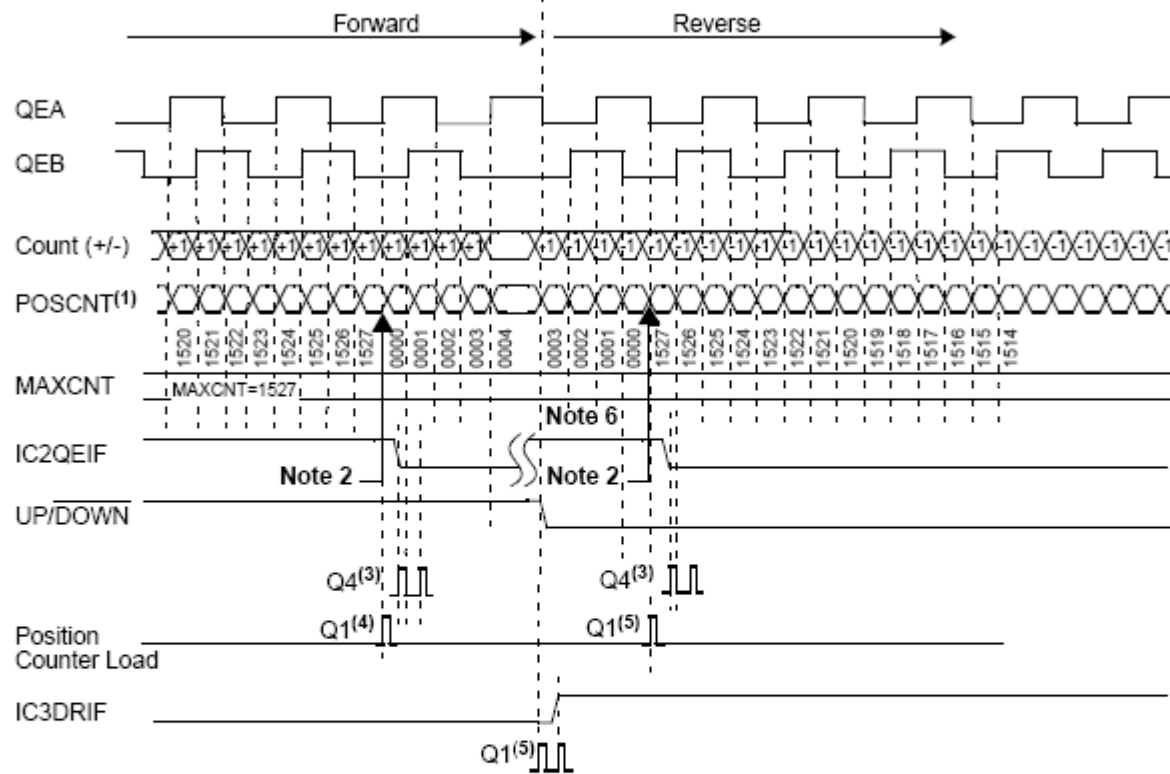 Forward Reverse
QEA
QEB
Count (+/-) +1 +1 +1 +1 +1 +1 +1 +1 +1 +1 +1 +1 -1 -1 -1 -1 -1 -1 -1 -1 -1 -1 -1 -1 -1 -1 -1 -1 -1 -1 -1 -1 -1 -1 -1 -1
POSCNT(1)
1520 1521 1522 1523 1524 1525 1526 1527 0000 0001 0002 0003 0004 0003 0002 0001 0000 1527 1526 1525 1524 1523 1522 1521 1520 1519 1518 1517 1516 1515 1514
MAXCNT MAXCNT=1527
Note 6
IC2QEIF
Note 2 Note 2
UP/DOWN
Q4(3) Q4(3)
Q1(4) Q1(5)
Position
Counter Load
IC3DRIF
Q1(5)